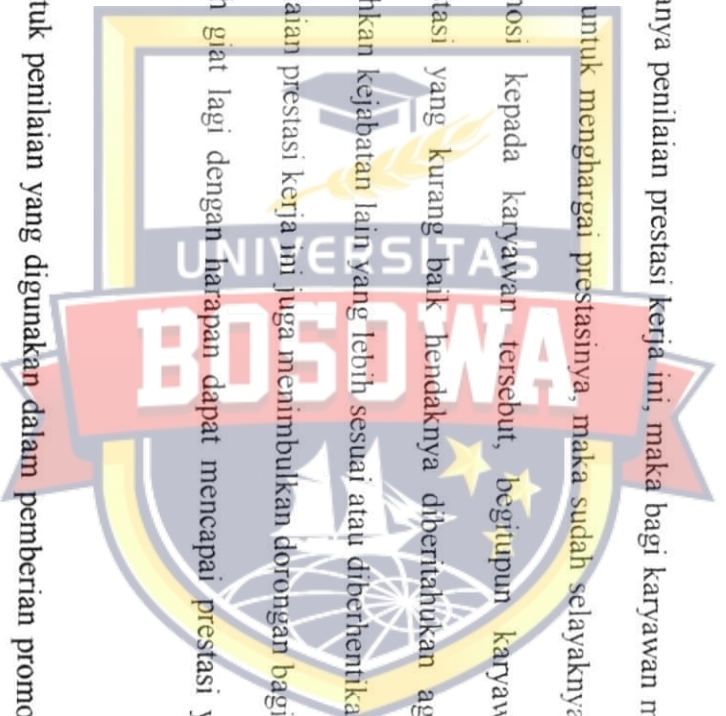 anya penilaian prestasi kerja ini, maka bagi karyawan
untuk menghargai prestasinya, maka sudah selayaknya
nosi kepada karyawan tersebut, begitupun karyaw
tasi yang kurang baik hendaknya diberitahukan ag
hkan kejabatan lain yang lebih sesuai atau diberhentika
aian prestasi kerja ini juga menimbulkan dorongan bagi
n giat lagi dengan harapan dapat mencapai prestasi y
tuk penilaian yang digunakan dalam pemberian promo
UNIVERSITAS
BOSOWA